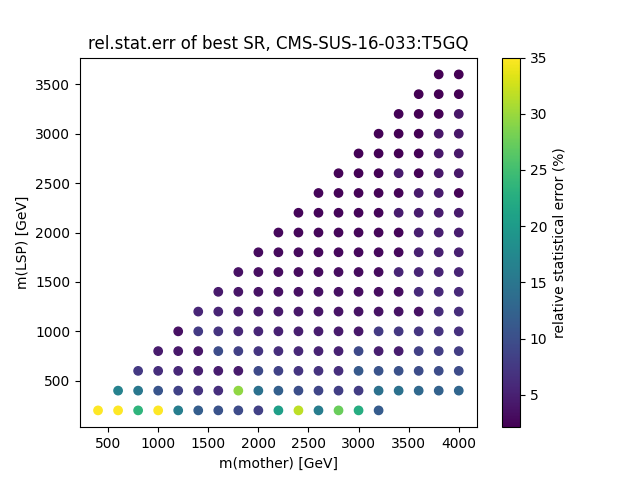 rel.stat.err of best SR, CMS-SUS-16-033:T5GQ
3500
3000
2500
2000
1500
1000
500
m(LSP) [GeV]
500 1000 1500 2000 2500 3000 3500 4000
m(mother) [GeV]
35
30
25
20
15
10
5
relative statistical error (%)